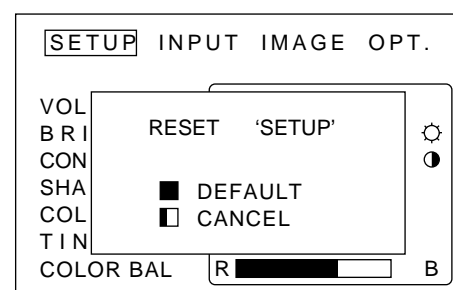 SETUP INPUT IMAGE OPT.
VOL
BRI
CON
SHA
COL
TIN
COLOR BAL R B
RESET 'SETUP'
DEFAULT
CANCEL